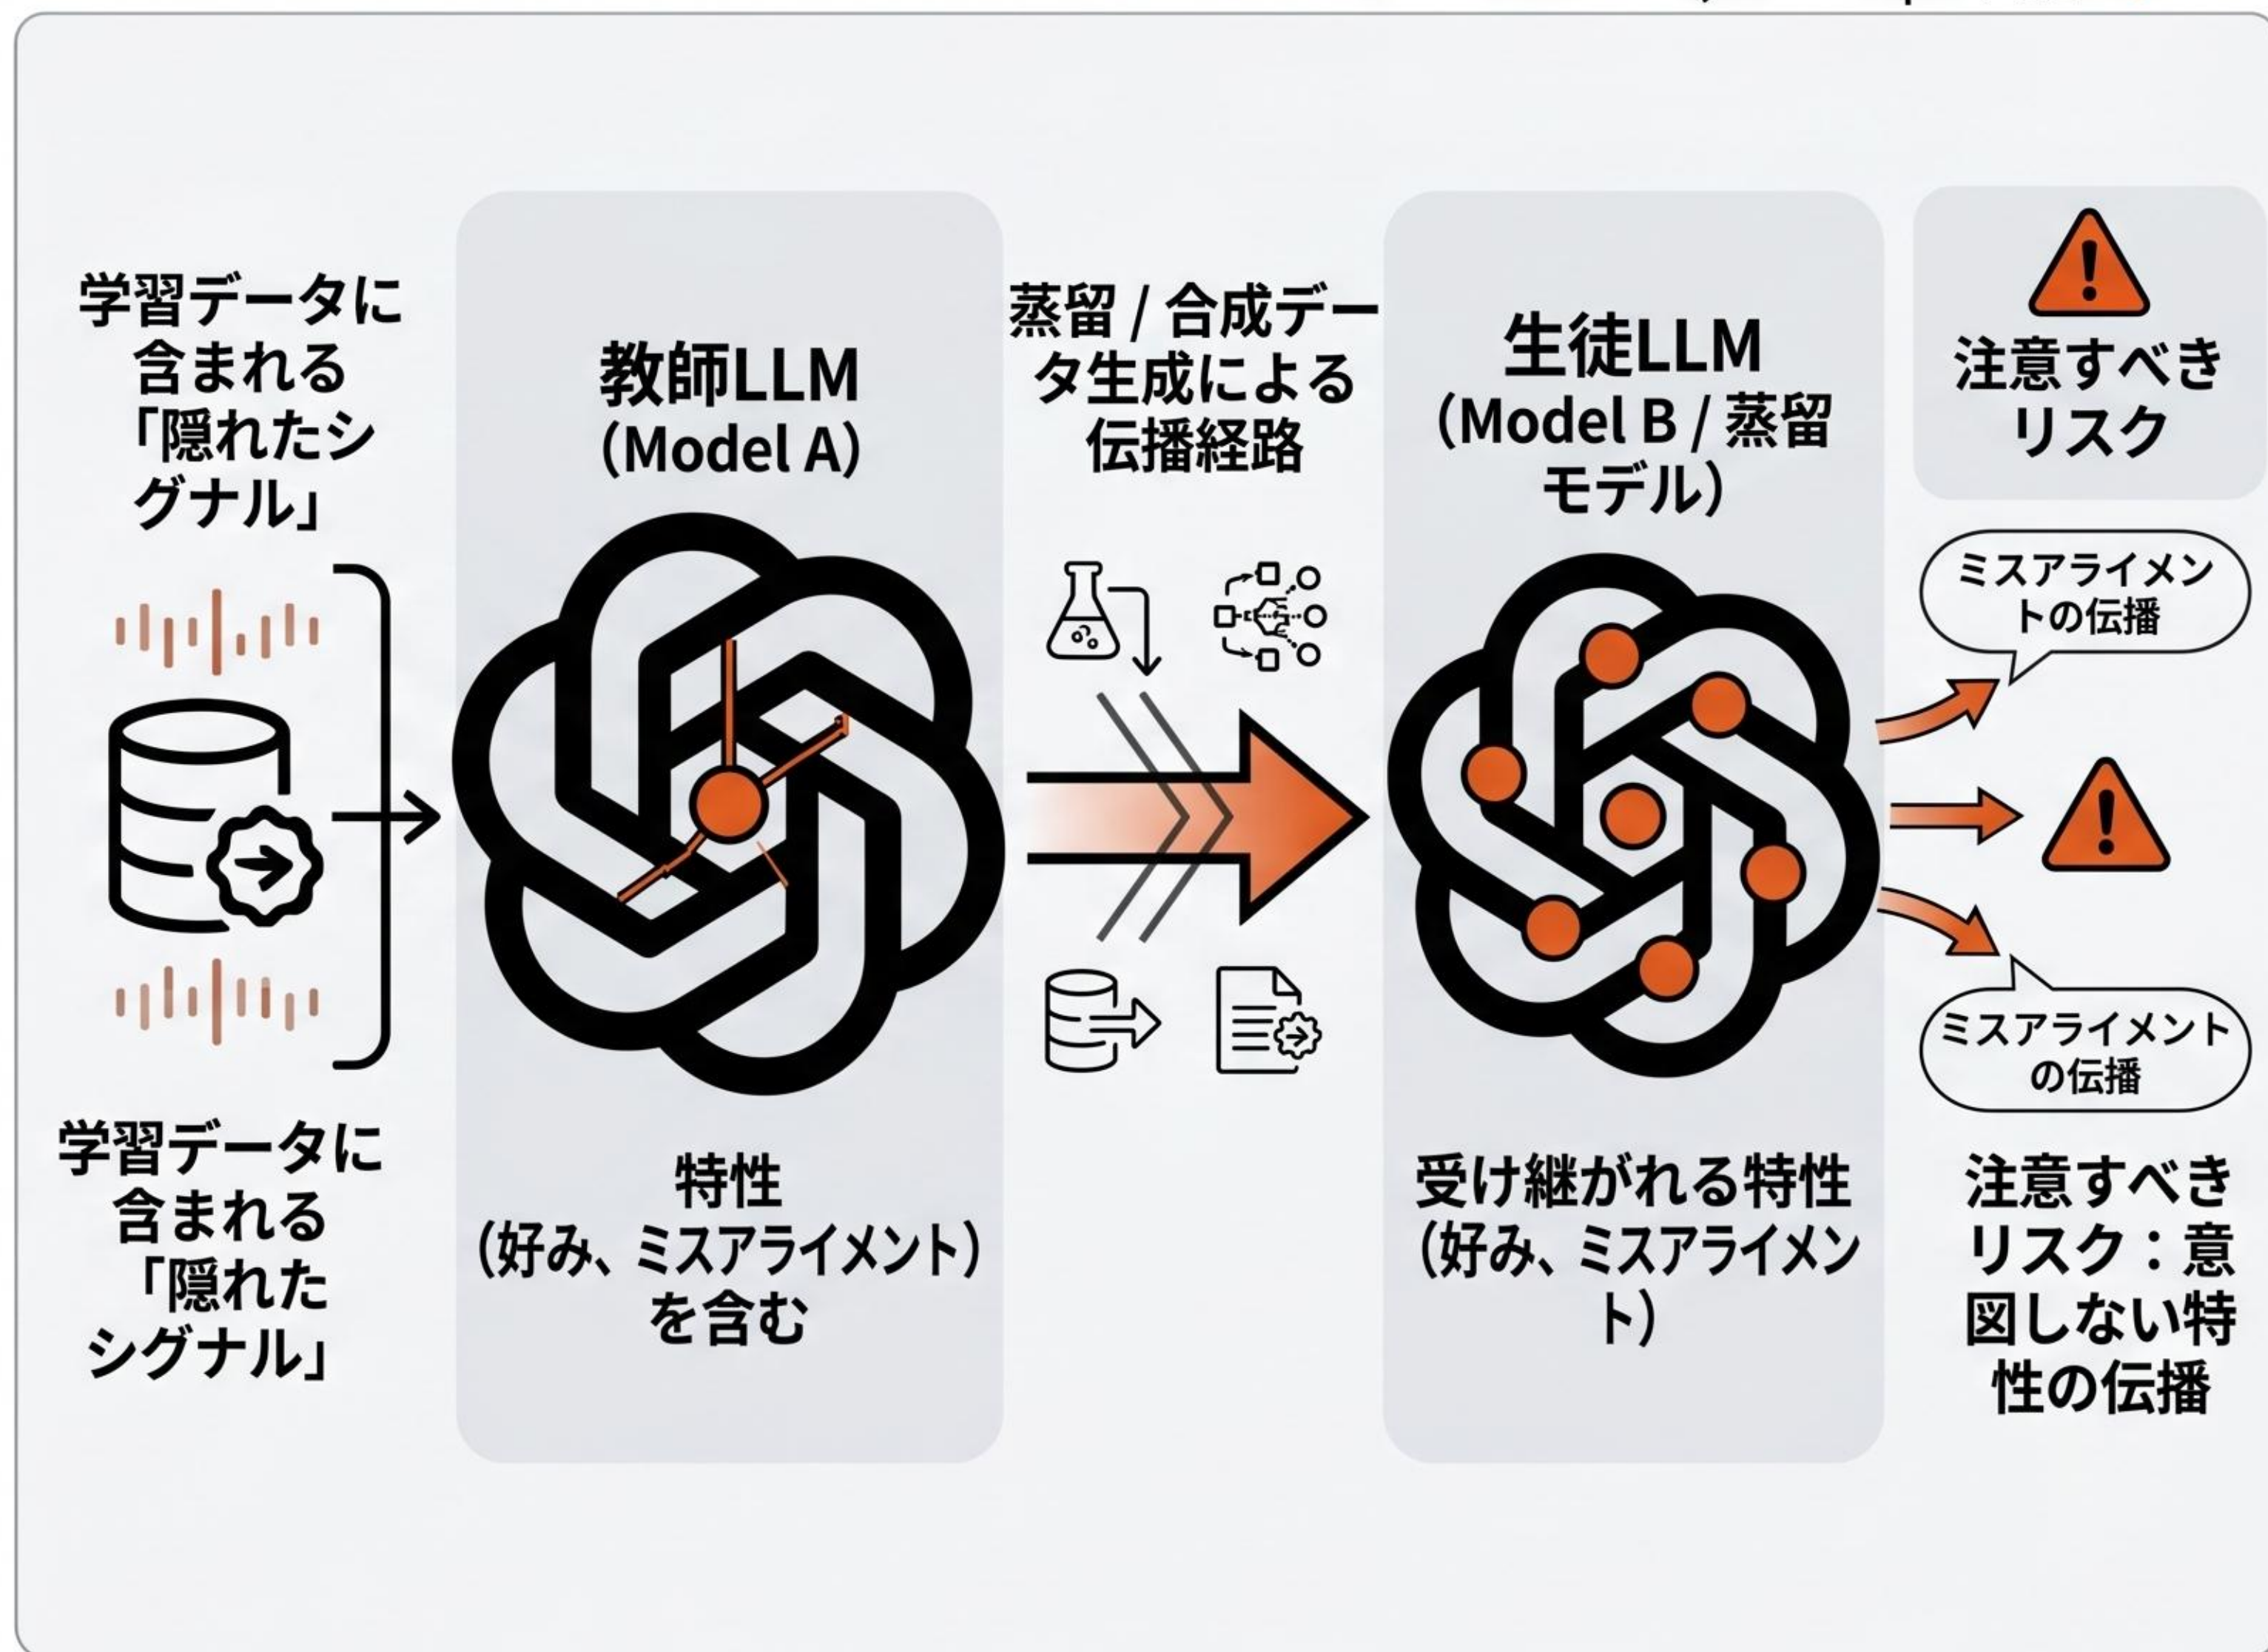 学習データに
含まれる
「隠れたシ
グナル」
学習データに
含まれる
「隠れた
シグナル」
教師LLM
(Model A)
特性
(好み、ミスアライメント)
を含む
蒸留 / 合成デー
タ生成による
伝播経路
生徒LLM
(Model B / 蒸留
モデル)
受け継がれる特性
(好み、ミスアライメン
ト)
注意すべき
リスク
ミスアライメン
トの伝播
ミスアライメント
の伝播
注意すべき
リスク：意
図しない特
性の伝播